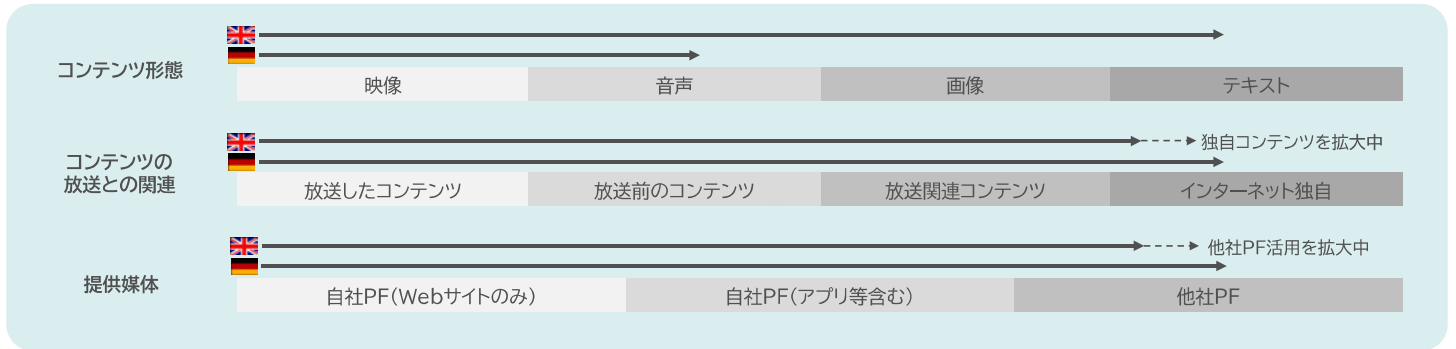 コンテンツ形態
映像
音声
画像
テキスト
コンテンツの
放送との関連
独自コンテンツを拡大中
放送したコンテンツ
放送前のコンテンツ
放送関連コンテンツ
インターネット独自
提供媒体
他社PF活用を拡大中
自社PF(Webサイトのみ)
自社PF(アプリ等含む)
他社PF